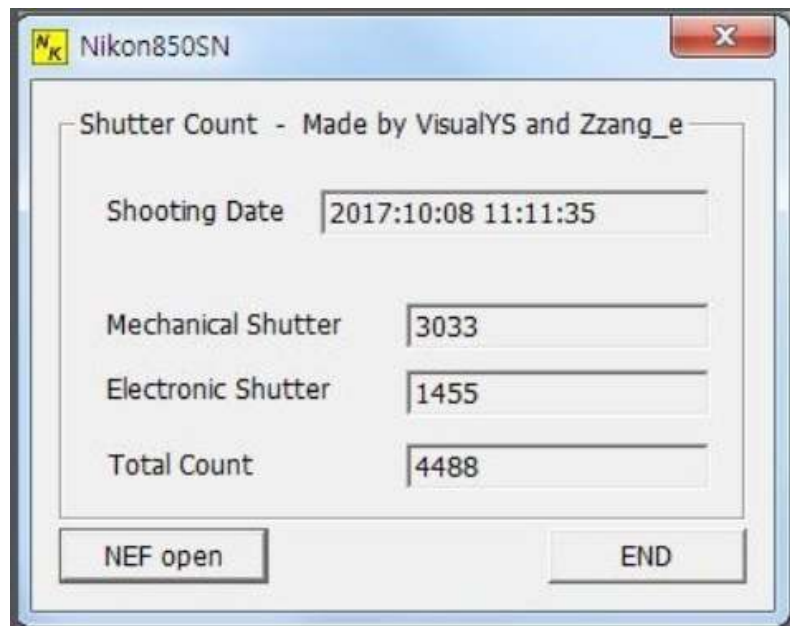 NK Nikon850SN
Shutter Count - Made by VisualYS and Zzang_e
Shooting Date 2017:10:08 11:11:35
Mechanical Shutter 3033
Electronic Shutter 1455
Total Count 4488
NEF open END